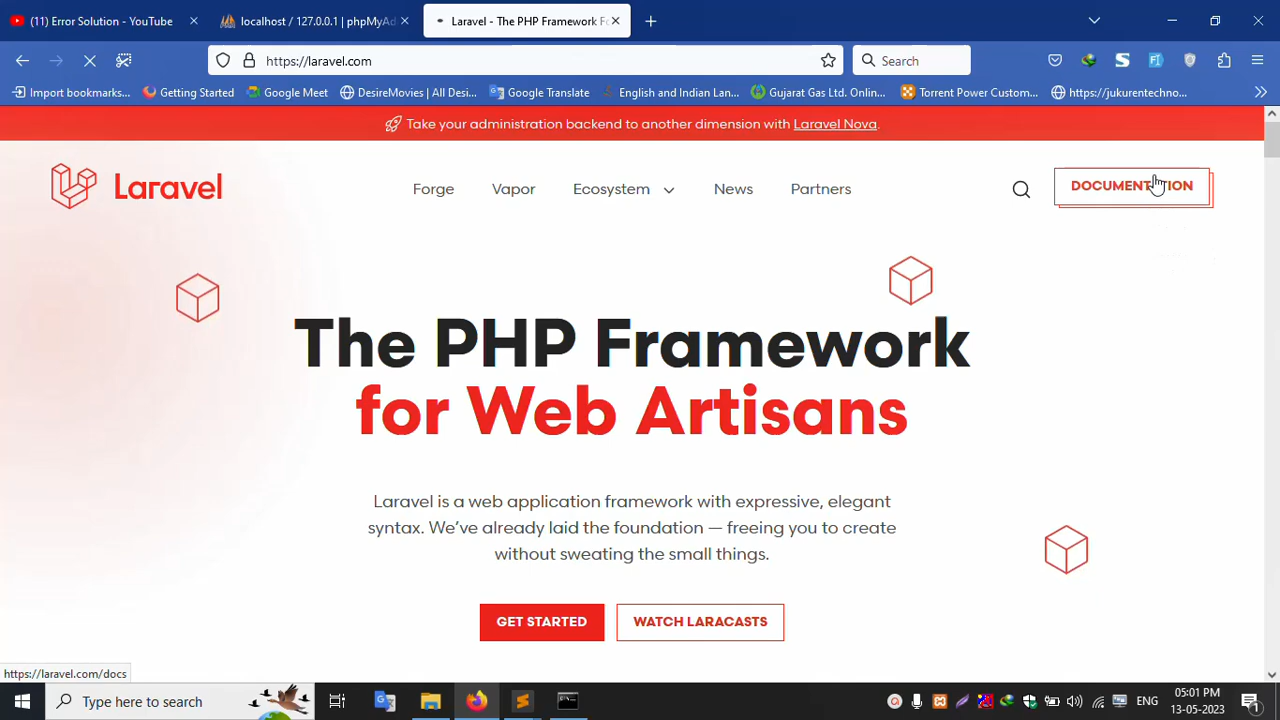 (11) Error Solution - YouTube
localhost / 127.0.0.1 | phpMyAd
Laravel - The PHP Framework Fo
https://laravel.com
Search
Import bookmarks...
Getting Started
Google Meet
DesireMovies | All Desi...
Google Translate
English and Indian Lan...
Gujarat Gas Ltd. Onlin...
Torrent Power Custom...
https://jukurentechno...
Take your administration backend to another dimension with Laravel Nova.
Laravel
Forge
Vapor
Ecosystem
News
Partners
DOCUMENTATION
The PHP Framework
for Web Artisans
Laravel is a web application framework with expressive, elegant
syntax. We’ve already laid the foundation — freeing you to create
without sweating the small things.
GET STARTED
WATCH LARACASTS
https://laravel.com/docs
Type here to search
ENG
05:01 PM
13-05-2023